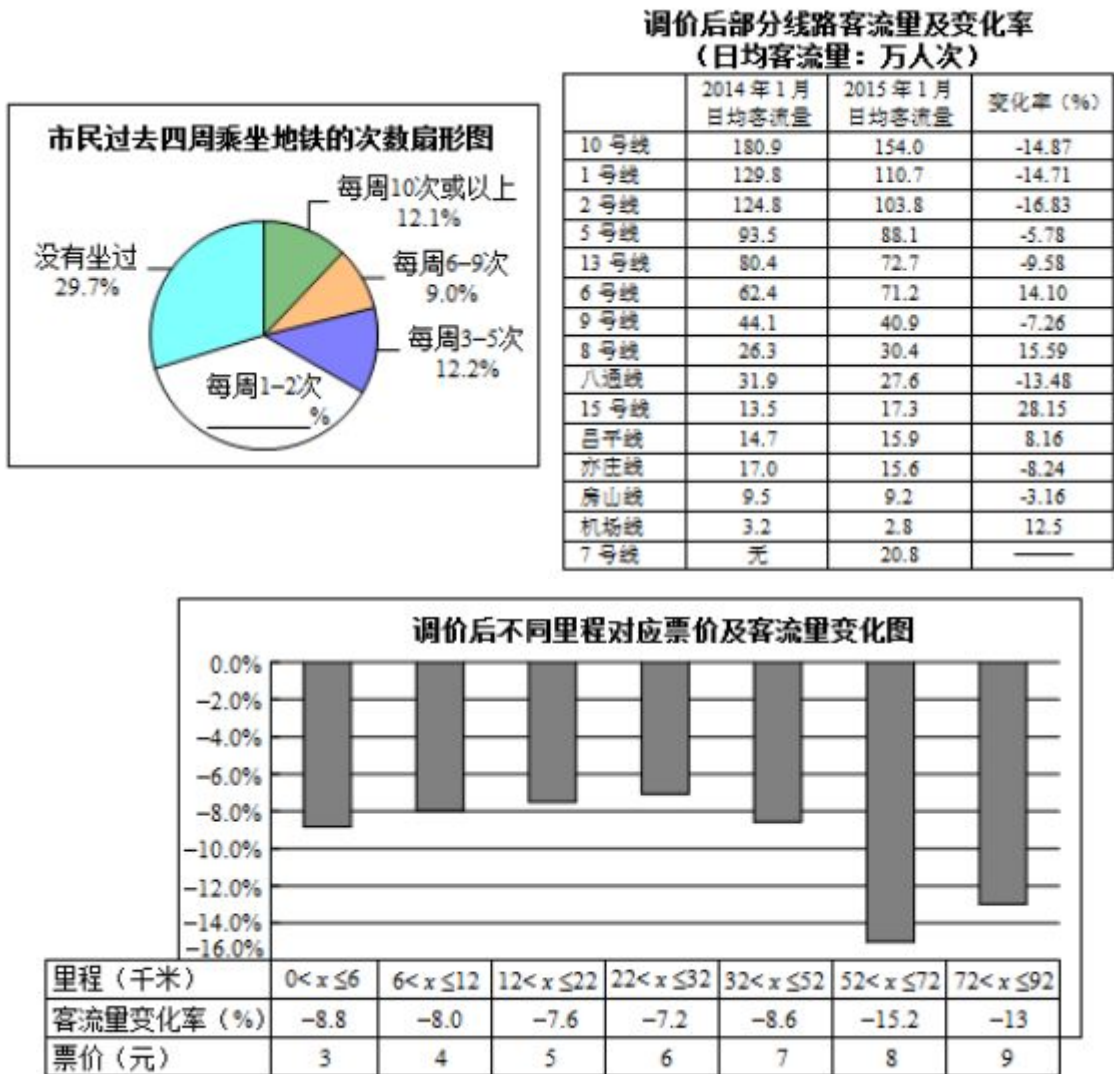 调价后部分线路客流量及变化率
（日均客流量：万人次）
2014年1月日均客流量 2015年1月日均客流量 变化率（%）
10号线 180.9 154.0 -14.87
1号线 129.8 110.7 -14.71
2号线 124.8 103.8 -16.83
5号线 93.5 88.1 -5.78
13号线 80.4 72.7 -9.58
6号线 62.4 71.2 14.10
9号线 44.1 40.9 -7.26
8号线 26.3 30.4 15.59
八通线 31.9 27.6 -13.48
15号线 13.5 17.3 28.15
昌平线 14.7 15.9 8.16
亦庄线 17.0 15.6 -8.24
房山线 9.5 9.2 -3.16
机场线 3.2 2.8 12.5
7号线 无 20.8 ——
市民过去四周乘坐地铁的次数扇形图
每周10次或以上
12.1%
每周6–9次
9.0%
每周3–5次
12.2%
每周1–2次
______%
没有坐过
29.7%
调价后不同里程对应票价及客流量变化图
0.0%
−2.0%
−4.0%
−6.0%
−8.0%
−10.0%
−12.0%
−14.0%
−16.0%
里程（千米） 0< x ≤6 6< x ≤12 12< x ≤22 22< x ≤32 32< x ≤52 52< x ≤72 72< x ≤92
客流量变化率（%） −8.8 −8.0 −7.6 −7.2 −8.6 −15.2 −13
票价（元） 3 4 5 6 7 8 9